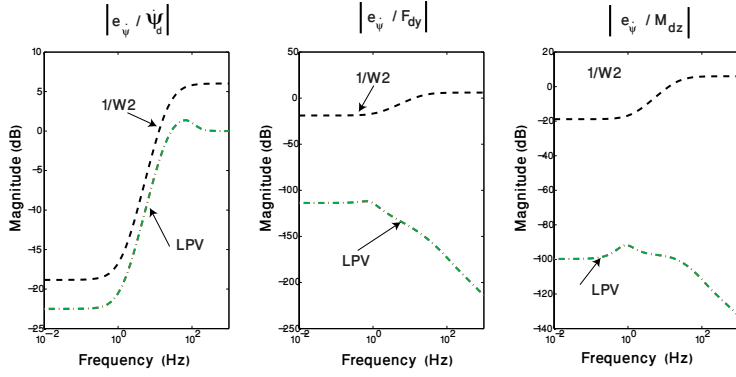 | e_ψ̇ / ψ̇_d |
10
5
0
−5
−10
−15
−20
−25
10^−2
10^0
10^2
Magnitude (dB)
Frequency (Hz)
1/W2
LPV
| e_ψ̇ / F_dy |
50
0
−50
−100
−150
−200
−250
10^−2
10^0
10^2
Magnitude (dB)
Frequency (Hz)
1/W2
LPV
| e_ψ̇ / M_dz |
20
0
−20
−40
−60
−80
−100
−120
−140
10^−2
10^0
10^2
Magnitude (dB)
Frequency (Hz)
1/W2
LPV